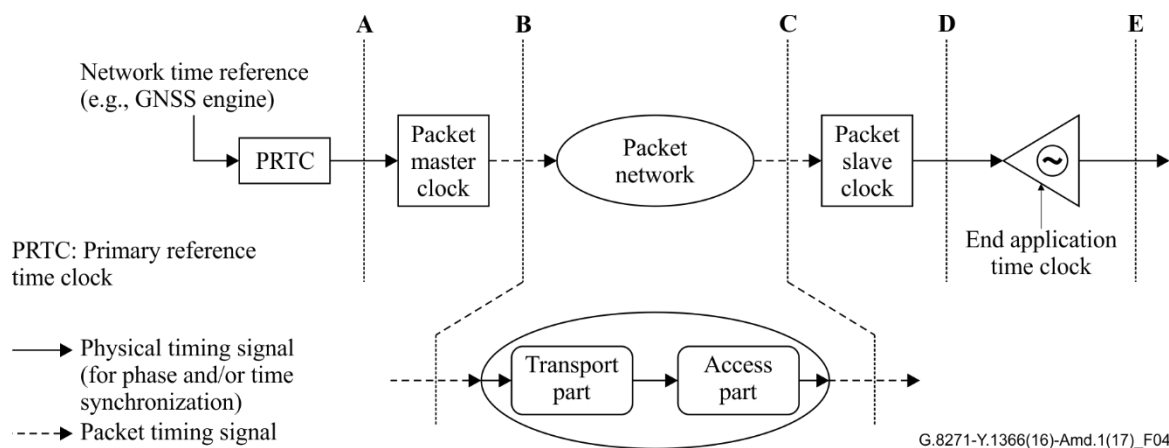 A
B
C
D
E
Network time reference
(e.g., GNSS engine)
PRTC
Packet
master
clock
Packet
network
Packet
slave
clock
End application
time clock
PRTC: Primary reference
time clock
Physical timing signal
(for phase and/or time
synchronization)
Packet timing signal
Transport
part
Access
part
G.8271-Y.1366(16)-Amd.1(17)_F04